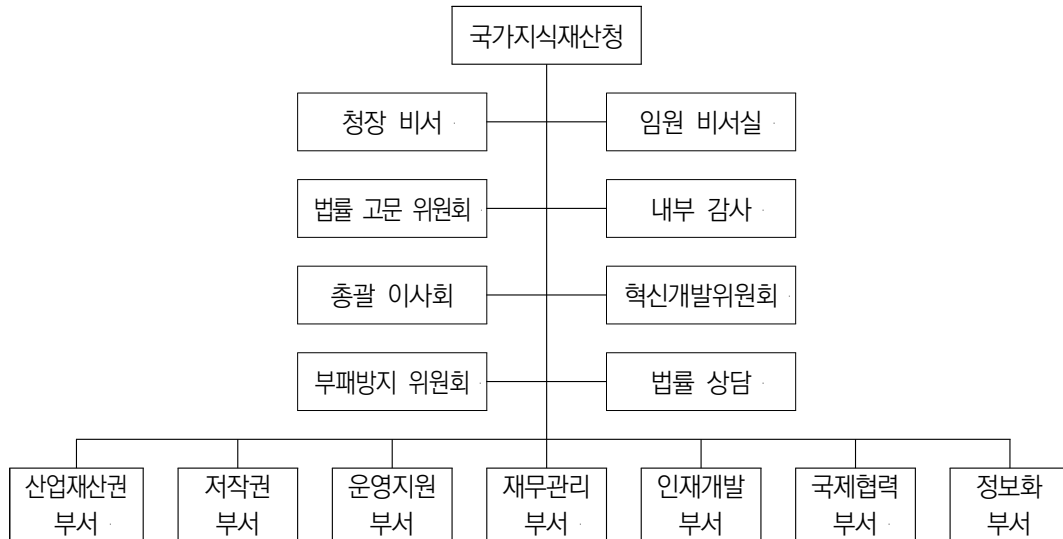 국가지식재산청
청장 비서
임원 비서실
법률 고문 위원회
내부 감사
총괄 이사회
혁신개발위원회
부패방지 위원회
법률 상담
산업재산권
부서
저작권
부서
운영지원
부서
재무관리
부서
인재개발
부서
국제협력
부서
정보화
부서